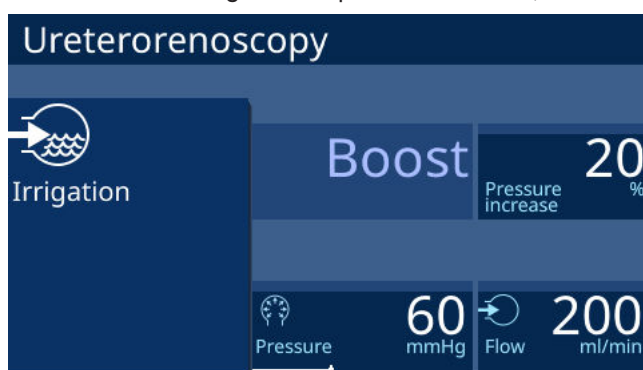 Ureterorenoscopy
Irrigation
Boost
20
%
Pressure
increase
60
mmHg
Pressure
200
ml/min
Flow